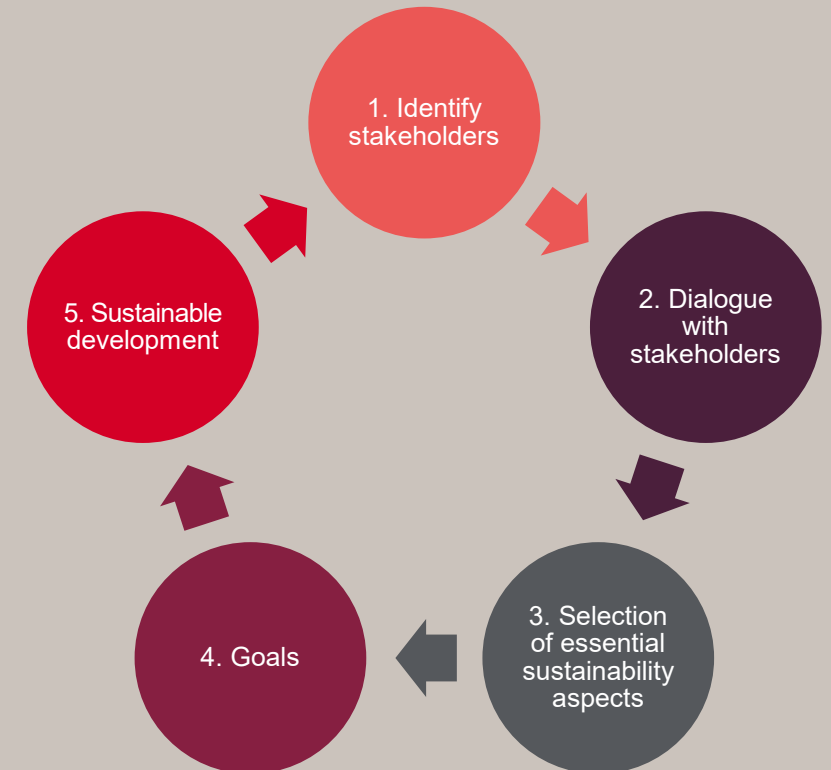 1. Identify
stakeholders
2. Dialogue
with
stakeholders
3. Selection
of essential
sustainability
aspects
4. Goals
5. Sustainable
development